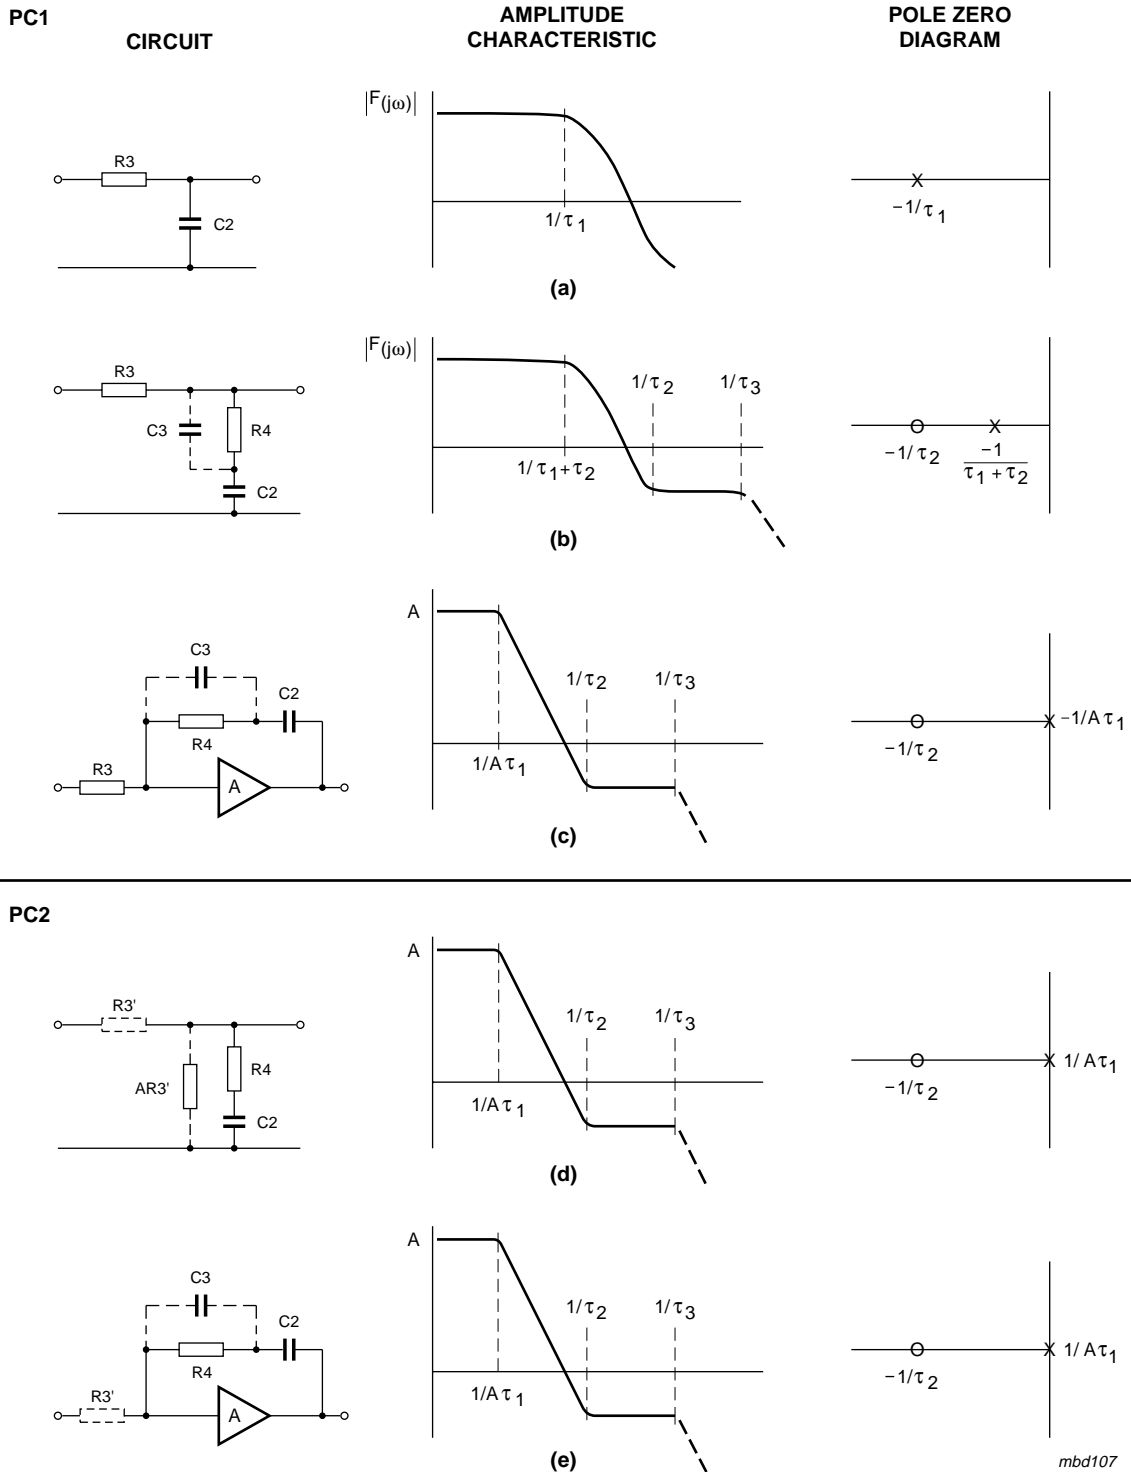 PC1
CIRCUIT
AMPLITUDE
CHARACTERISTIC
POLE ZERO
DIAGRAM
R3
C2
|F(jω)|
1/τ1
(a)
X
−1/τ1
R3
C3
R4
C2
|F(jω)|
1/τ1+τ2
1/τ2
1/τ3
(b)
O
X
−1/τ2
−1
τ1 + τ2
C3
C2
R4
R3
A
A
1/Aτ1
1/τ2
1/τ3
(c)
O
X −1/Aτ1
−1/τ2
PC2
R3'
AR3'
R4
C2
A
1/Aτ1
1/τ2
1/τ3
(d)
O
X 1/Aτ1
−1/τ2
C3
C2
R4
R3'
A
A
1/Aτ1
1/τ2
1/τ3
(e)
O
X 1/Aτ1
−1/τ2
mbd107